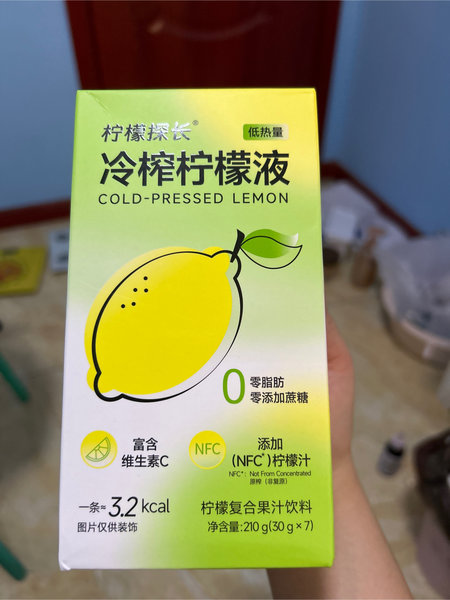 柠檬探长®
低热量
冷榨柠檬液
COLD-PRESSED LEMON
0 零脂肪
零添加蔗糖
富含
维生素C
NFC
添加
(NFC*)柠檬汁
NFC*: Not From Concentrated
原榨 (非复原)
一条≈3.2kcal
图片仅供装饰
柠檬复合果汁饮料
净含量:210g(30g×7)